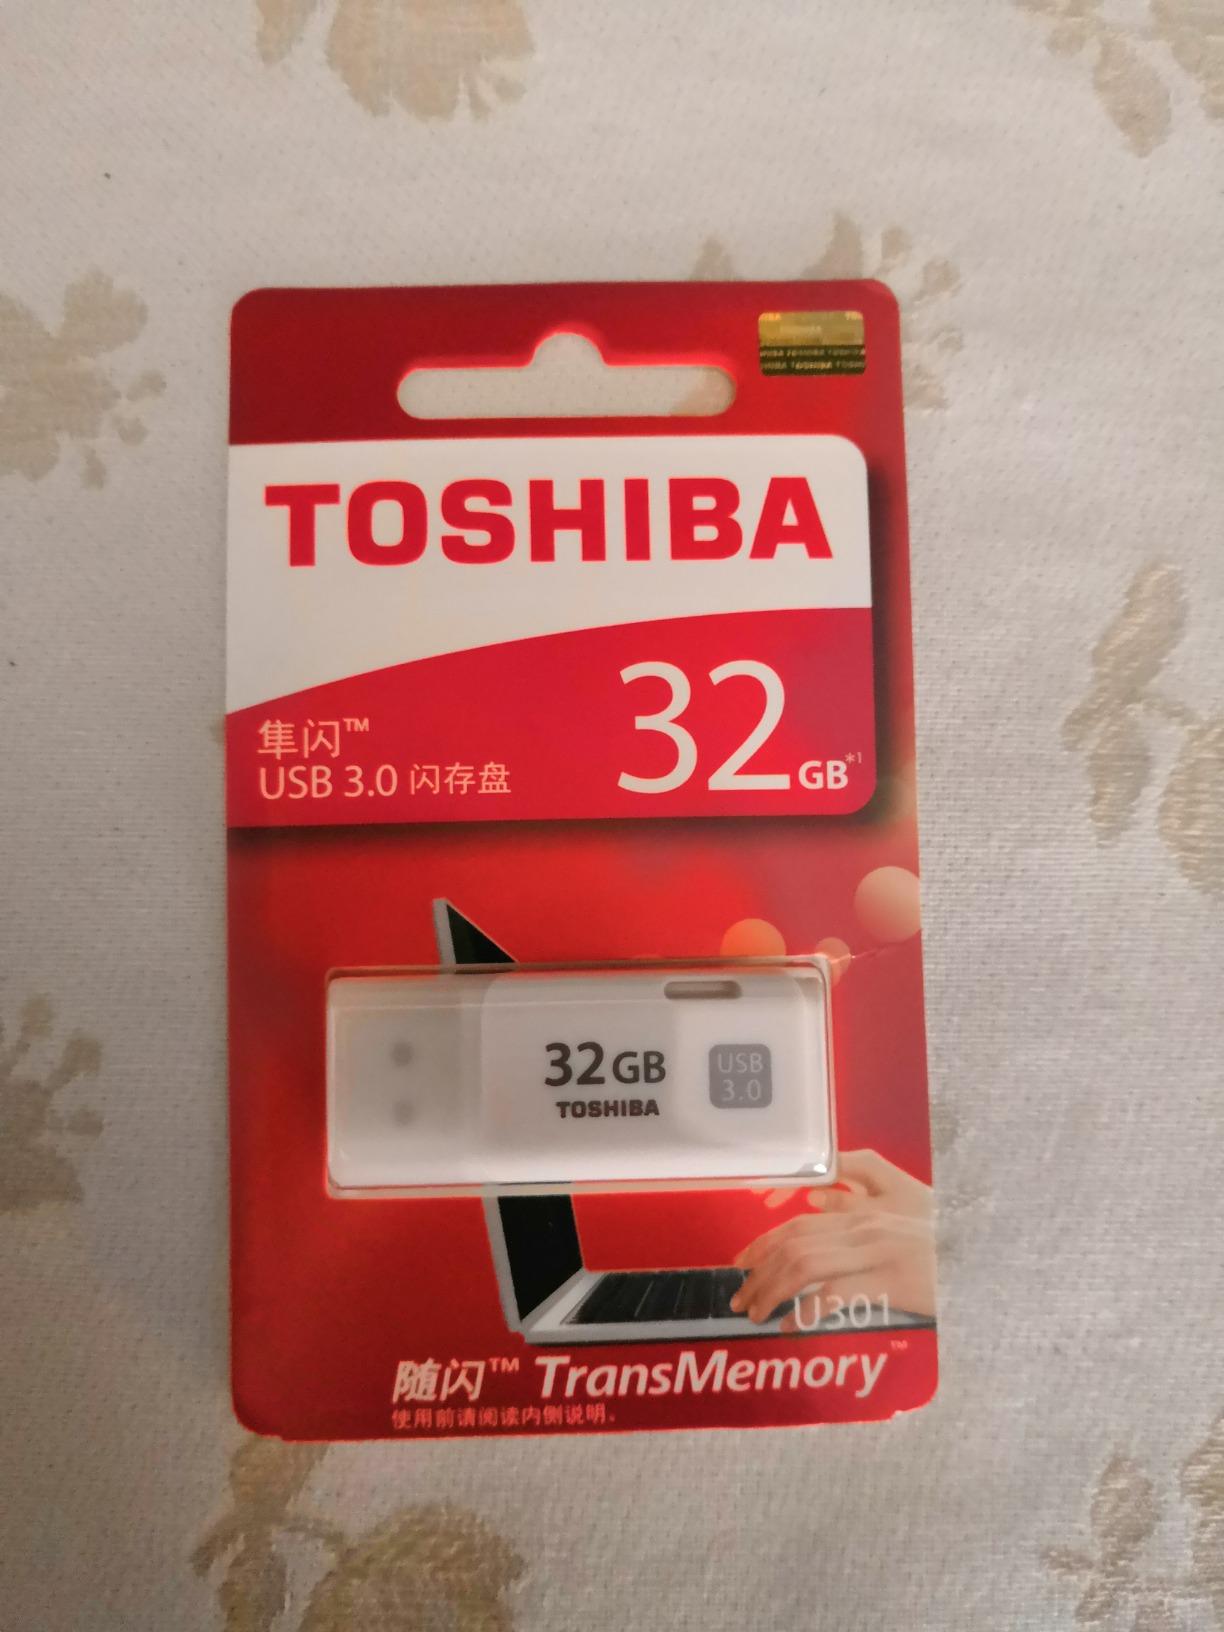 TOSHIBA
隼闪™
USB 3.0 闪存盘
32GB*1
32GB
TOSHIBA
USB
3.0
U301
随闪™ TransMemory™
使用前请阅读内侧说明。